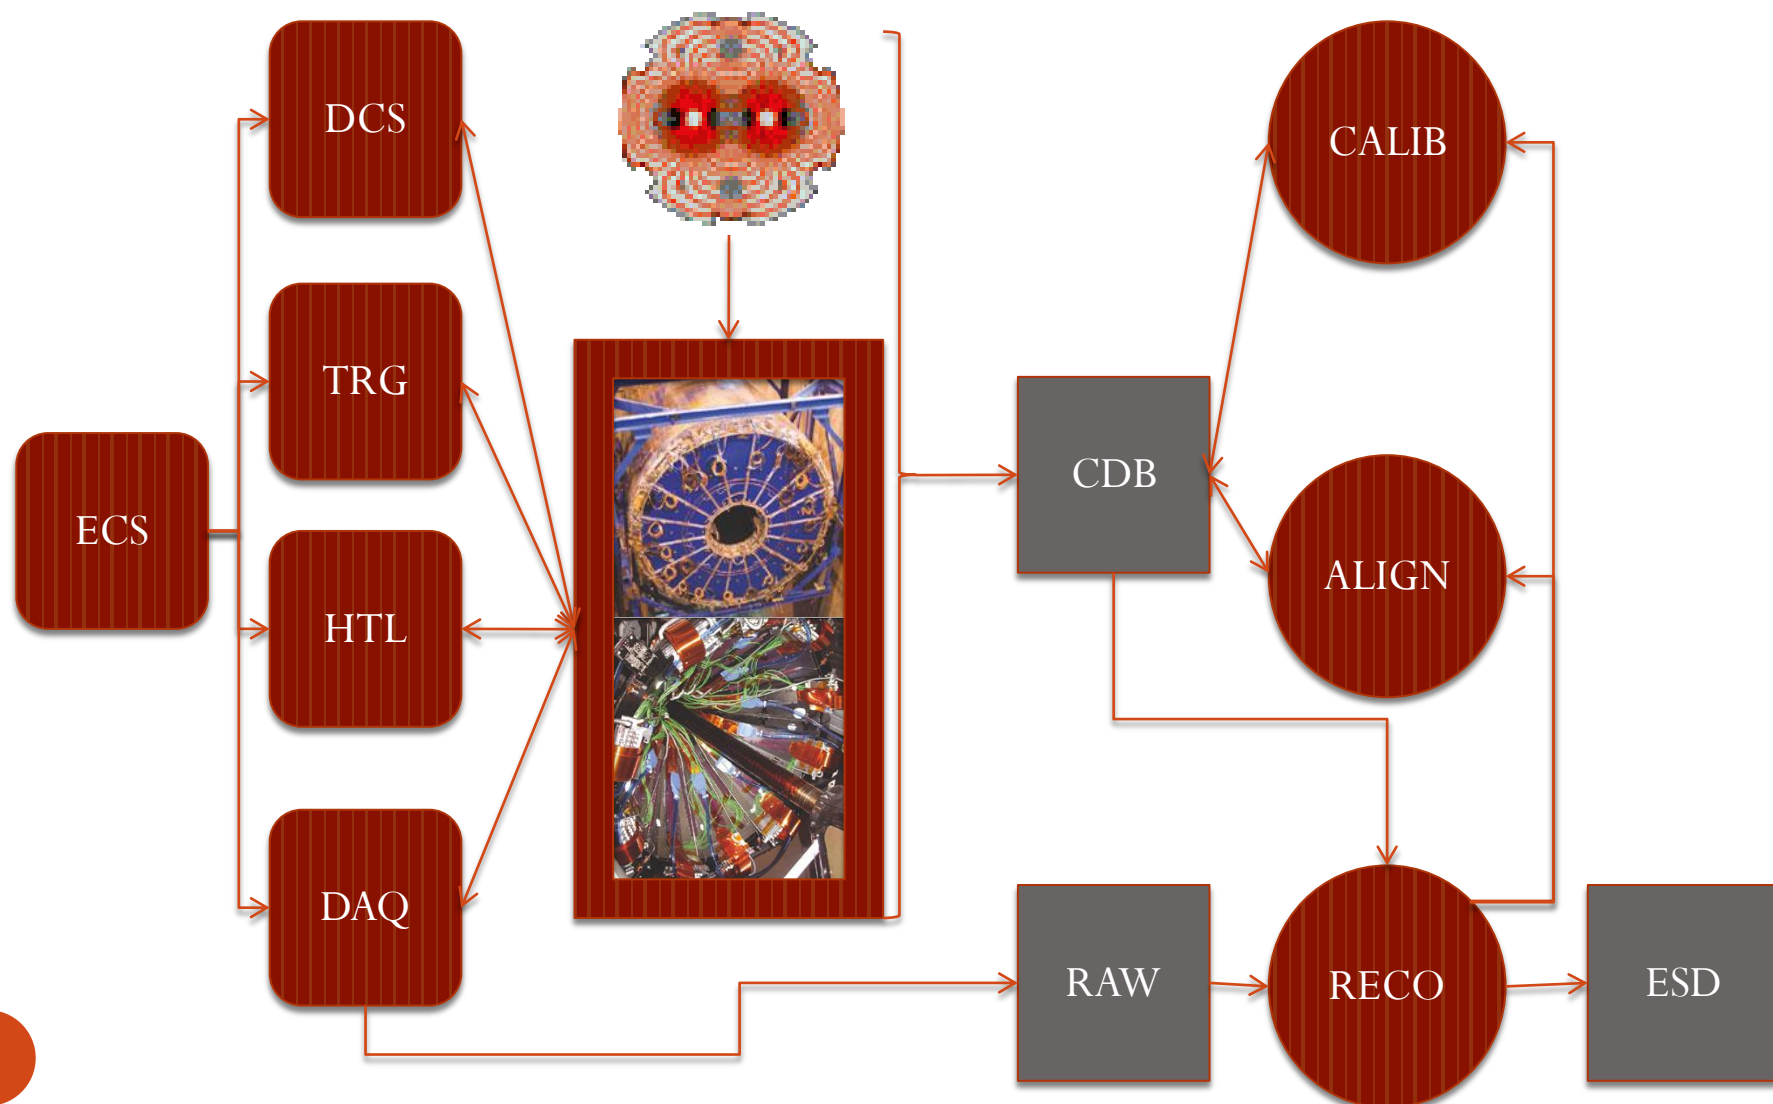 DCS
TRG
ECS
HTL
DAQ
CDB
CALIB
ALIGN
RAW
RECO
ESD